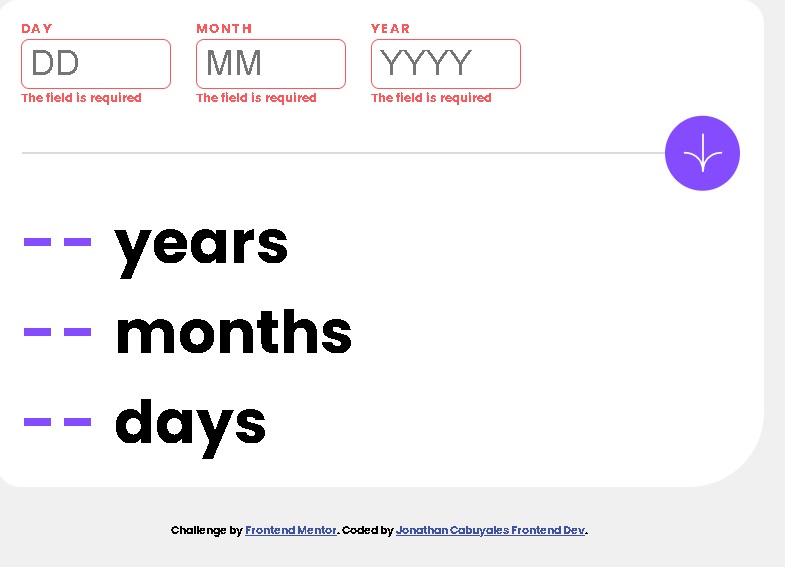 DAY MONTH YEAR
DD MM YYYY
The field is required The field is required The field is required
-- years
-- months
-- days
Challenge by Frontend Mentor. Coded by Jonathan Cabuyales Frontend Dev.